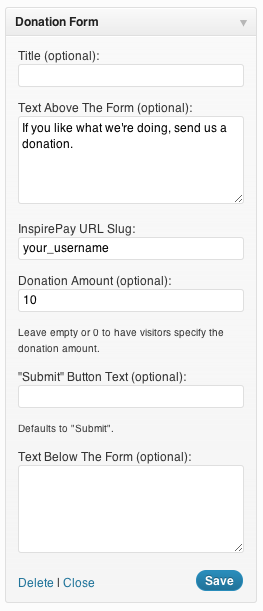 Donation Form
Title (optional):
Text Above The Form (optional):
If you like what we're doing, send us a
donation.
InspirePay URL Slug:
your_username
Donation Amount (optional):
10
Leave empty or 0 to have visitors specify the
donation amount.
"Submit" Button Text (optional):
Defaults to "Submit".
Text Below The Form (optional):
Delete | Close
Save